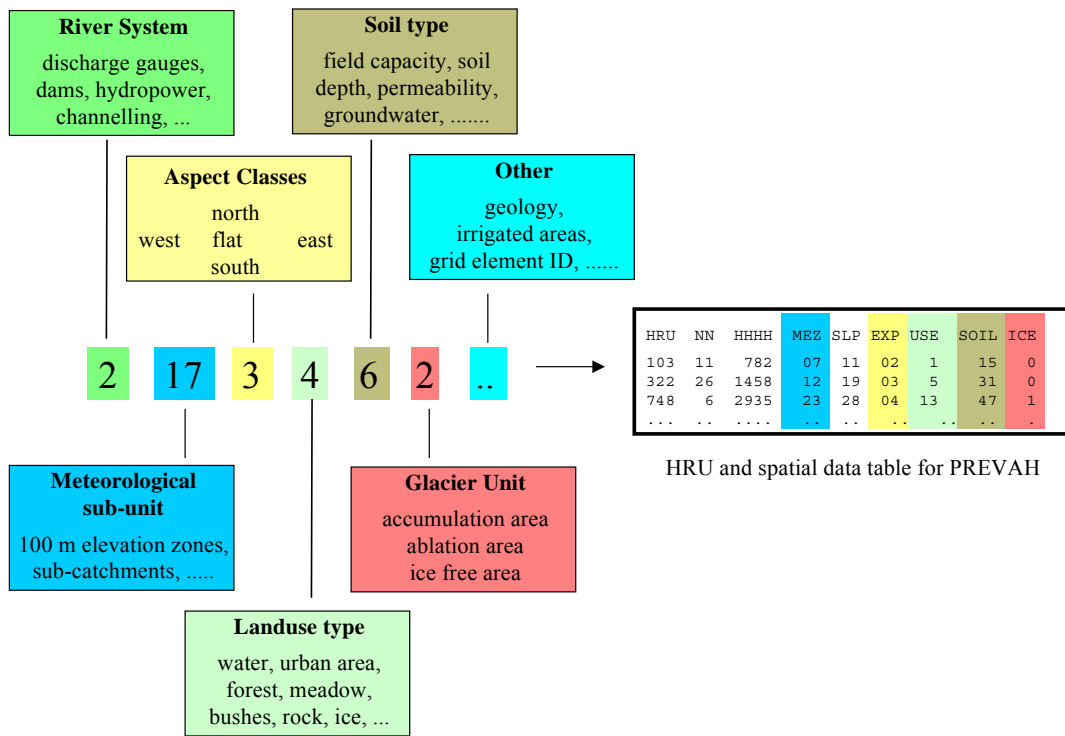 River System
discharge gauges,
dams, hydropower,
channelling, ...
Soil type
field capacity, soil
depth, permeability,
groundwater, .......
Aspect Classes
north
west flat east
south
Other
geology,
irrigated areas,
grid element ID, ......
2 17 3 4 6 2 ..
HRU NN HHHH MEZ SLP EXP USE SOIL ICE
103 11 782 07 11 02 1 15 0
322 26 1458 12 19 03 5 31 0
748 6 2935 23 28 04 13 47 1
... .. .... .. .. .. .. .. .
HRU and spatial data table for PREVAH
Meteorological
sub-unit
100 m elevation zones,
sub-catchments, .....
Glacier Unit
accumulation area
ablation area
ice free area
Landuse type
water, urban area,
forest, meadow,
bushes, rock, ice, ...